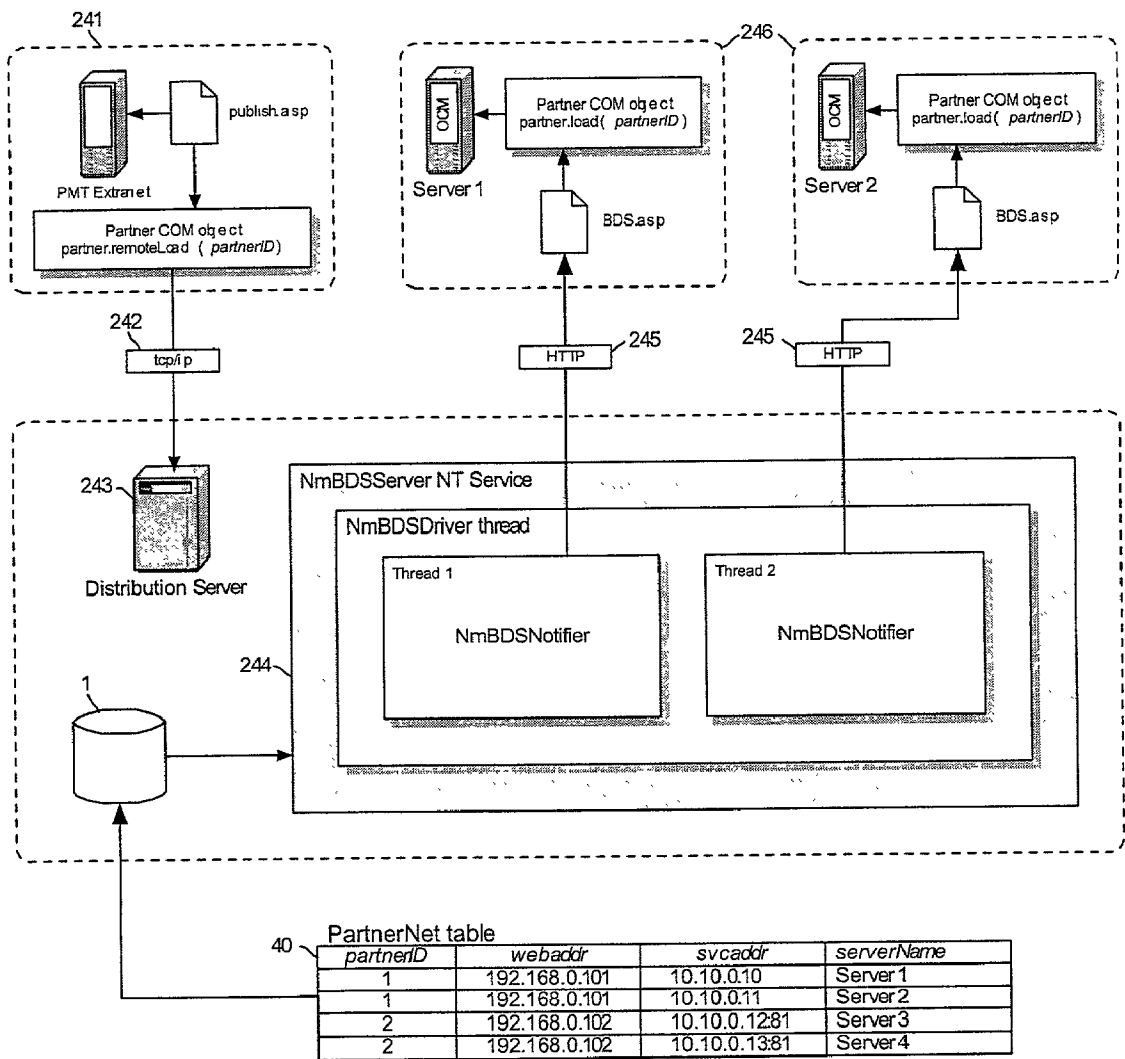 241
246
publish.asp
PMT Extranet
Partner COM object
partner.remoteLoad ( partnerID)
OCM
Server 1
Partner COM object
partner.load( partnerID)
BDS.asp
OCM
Server 2
Partner COM object
partner.load( partnerID)
BDS.asp
242
tcp/ip
HTTP
245
245
HTTP
243
Distribution Server
NmBDSServer NT Service
NmBDSDriver thread
Thread 1
NmBDSNotifier
Thread 2
NmBDSNotifier
244
1
40
PartnerNet table
partnerID webaddr svcaddr serverName
1 192.168.0.101 10.10.0.10 Server1
1 192.168.0.101 10.10.0.11 Server2
2 192.168.0.102 10.10.0.12:81 Server3
2 192.168.0.102 10.10.0.13:81 Server4